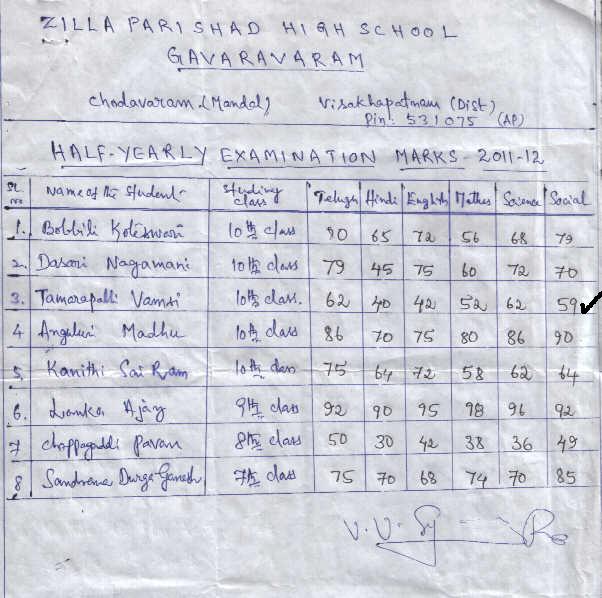 ZILLA PARISHAD HIGH SCHOOL
GAVARAVARAM
Chodavaram (Mandal) Visakhapatnam (Dist)
Pin: 531075 (AP)
HALF-YEARLY EXAMINATION MARKS - 2011-12
Sl. no Name of the Student Studying class Telugu Hindi English Mathes Science Social
1. Bobbili Koteswari 10th class 90 65 72 56 68 79
2. Dasari Nagamani 10th class 79 45 75 60 72 70
3. Tamarapalli Vamsi 10th class. 62 40 42 52 62 59 ✓
4 Anguluri Madhu 10th class 86 70 75 80 86 90
5. Kanithi Sai Ram 10th class 75 64 72 58 62 64
6. Lanka Ajay 9th class 92 90 95 98 96 92
7 Choppagaddi Pavan 8th class 50 30 42 38 36 49
8 Durga Ganesh 7th class 75 70 68 74 70 85
V.V.